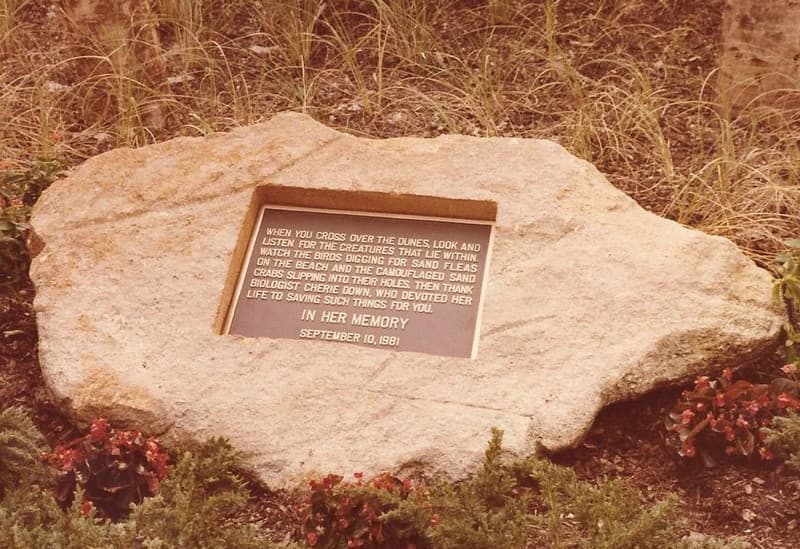 WHEN YOU CROSS OVER THE DUNES, LOOK AND
LISTEN FOR THE CREATURES THAT LIE WITHIN.
WATCH THE BIRDS DIGGING FOR SAND FLEAS
ON THE BEACH AND THE CAMOUFLAGED SAND
CRABS SLIPPING INTO THEIR HOLES. THEN THANK
BIOLOGIST CHERIE DOWN, WHO DEVOTED HER
LIFE TO SAVING SUCH THINGS FOR YOU.
IN HER MEMORY
SEPTEMBER 10, 1981